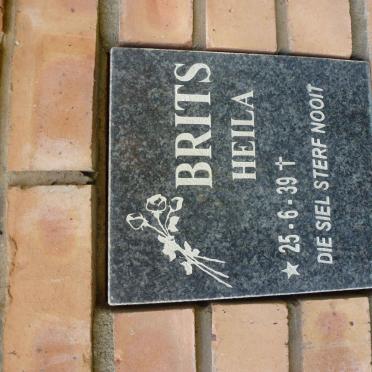 BRITS
HEILA
★ 25 · 6 · 39 †
DIE SIEL STERF NOOIT